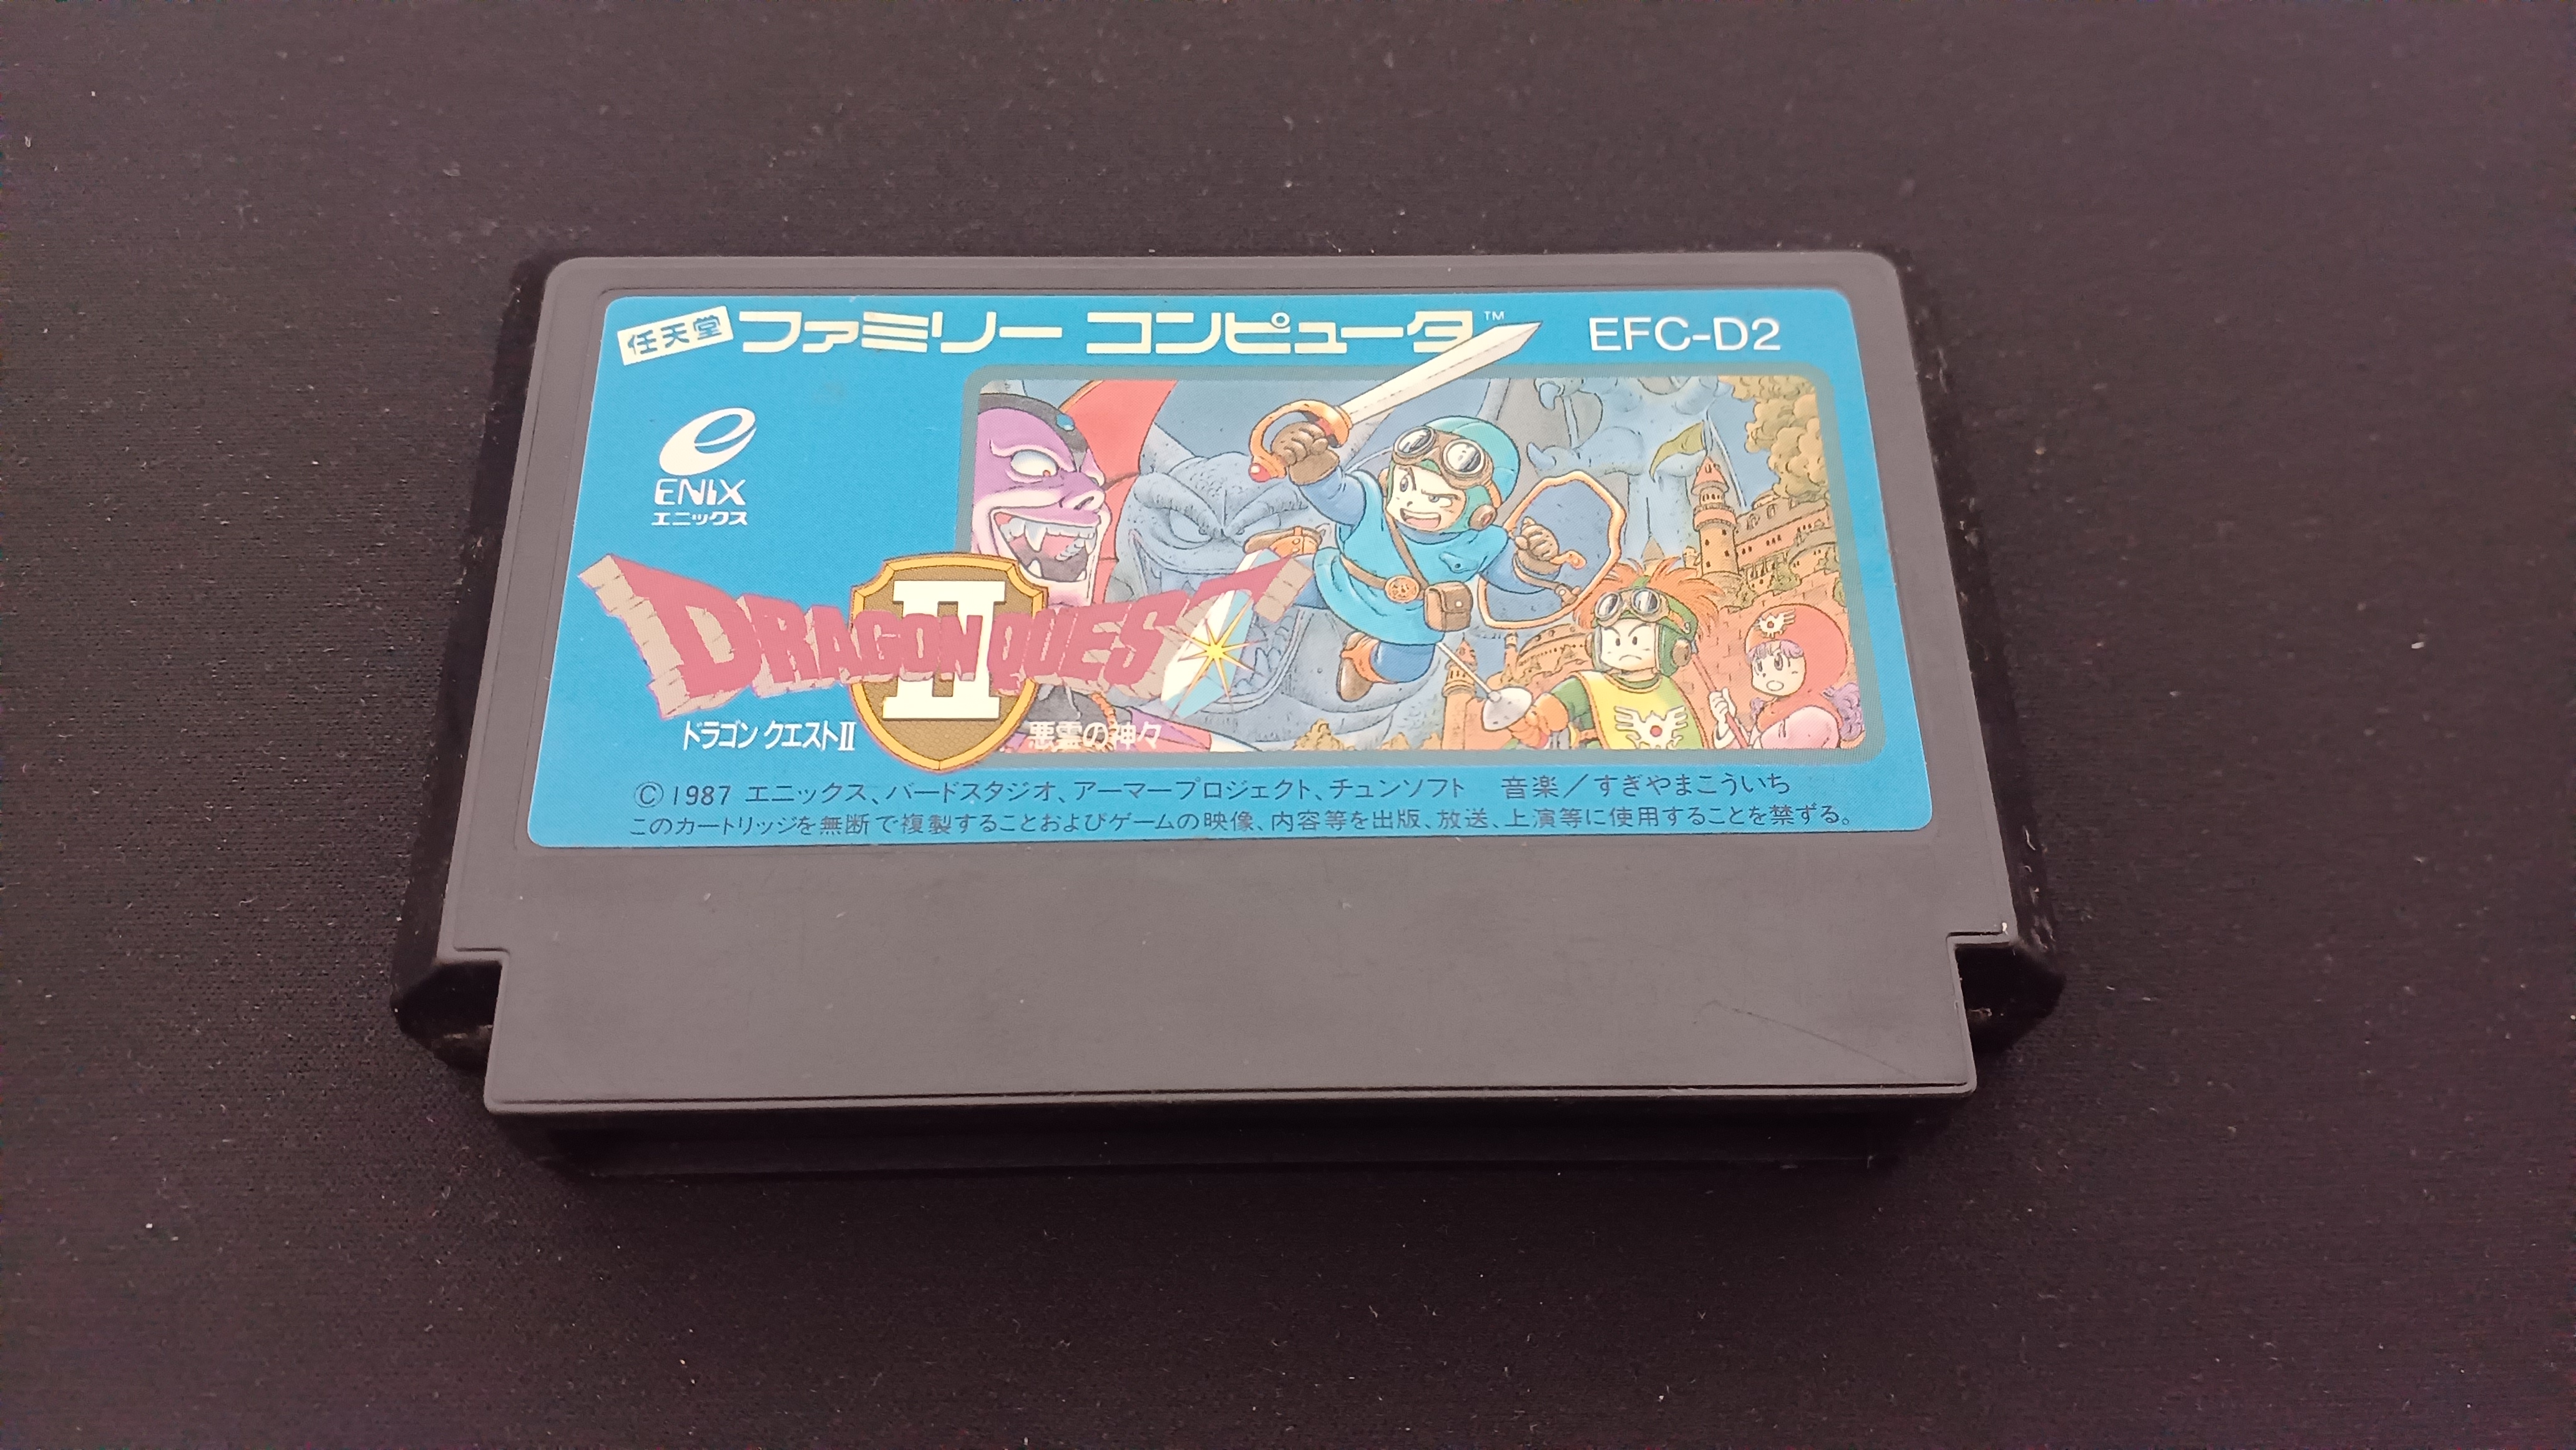 任天堂 ファミリー コンピュータ™ EFC-D2
ENIX
エニックス
DRAGON QUEST
II
ドラゴンクエストII 悪霊の神々
©1987 エニックス、バードスタジオ、アーマープロジェクト、チュンソフト 音楽／すぎやまこういち
このカートリッジを無断で複製することおよびゲームの映像、内容等を出版、放送、上演等に使用することを禁ずる。